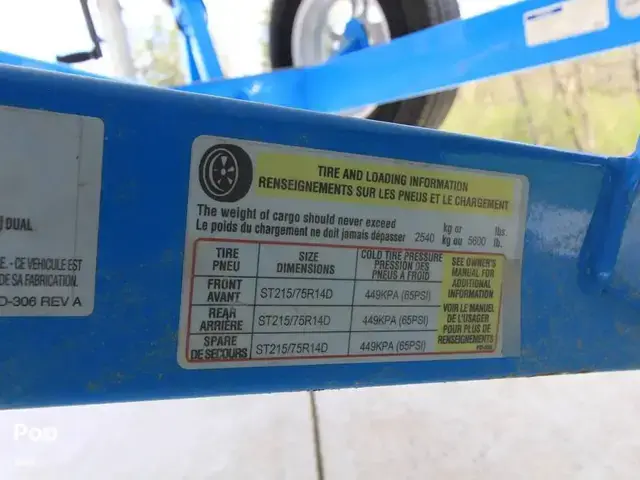 DUAL
E. - CE VEHICULE EST
DE SA FABRICATION.
D-306 REV A
TIRE AND LOADING INFORMATION
RENSEIGNEMENTS SUR LES PNEUS ET LE CHARGEMENT
The weight of cargo should never exceed kg or lbs.
Le poids du chargement ne doit jamais dépasser 2540 kg ou 5600 lb.
TIRE
PNEU
SIZE
DIMENSIONS
COLD TIRE PRESSURE
PRESSION DES
PNEUS A FROID
FRONT
AVANT
ST215/75R14D
449KPA (65PSI)
REAR
ARRIÈRE
ST215/75R14D
449KPA (65PSI)
SPARE
DE SECOURS
ST215/75R14D
449KPA (65PSI)
SEE OWNER'S
MANUAL FOR
ADDITIONAL
INFORMATION
VOIR LE MANUEL
DE L'USAGER
POUR PLUS DE
RENSEIGNEMENTS
Pop